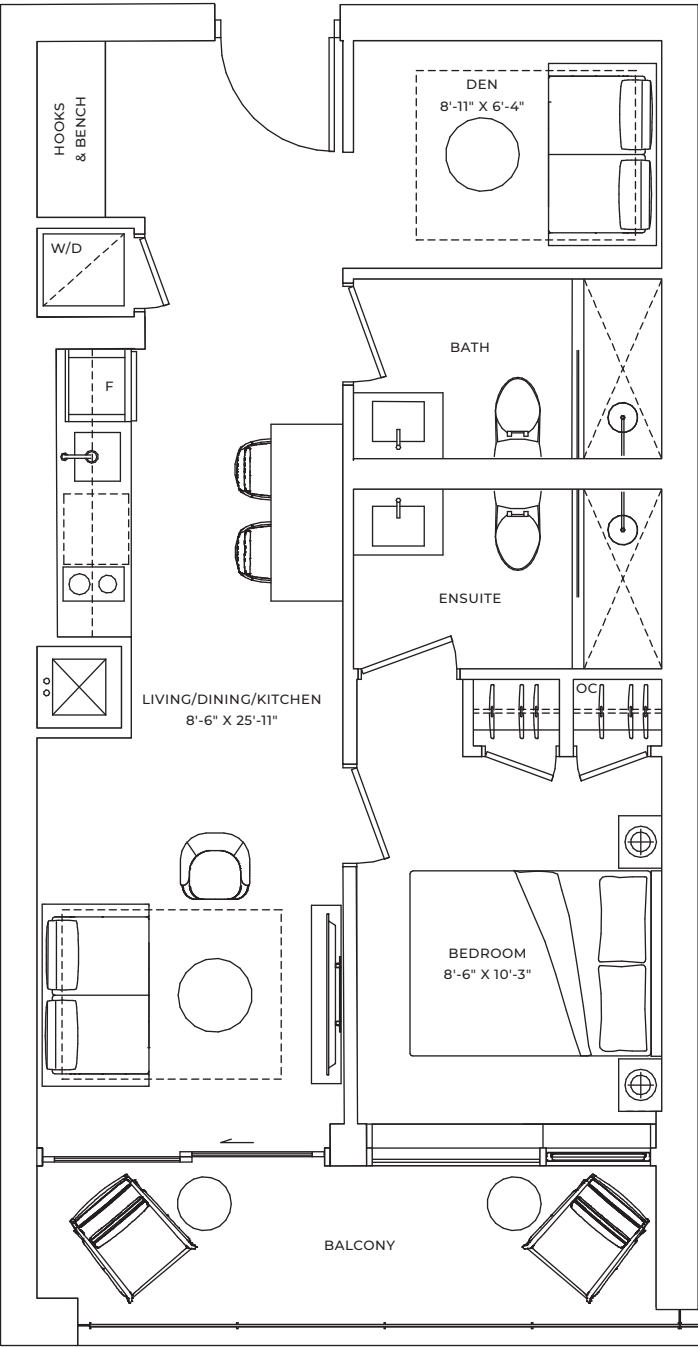 HOOKS
& BENCH
DEN
8'-11" X 6'-4"
W/D
BATH
F
ENSUITE
OC
LIVING/DINING/KITCHEN
8'-6" X 25'-11"
BEDROOM
8'-6" X 10'-3"
BALCONY